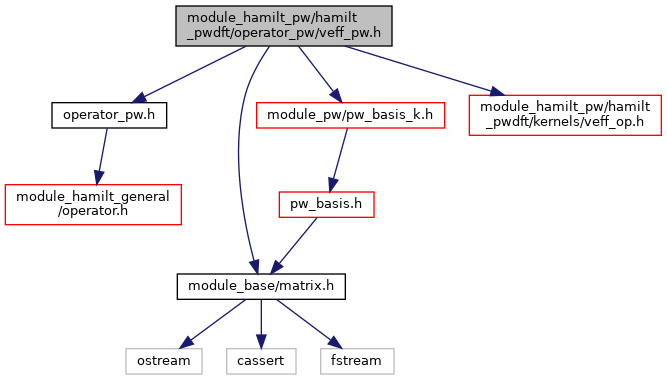 module_hamilt_pw/hamilt
_pwdft/operator_pw/veff_pw.h
operator_pw.h
module_pw/pw_basis_k.h
module_hamilt_pw/hamilt
_pwdft/kernels/veff_op.h
module_hamilt_general
/operator.h
pw_basis.h
module_base/matrix.h
ostream
cassert
fstream